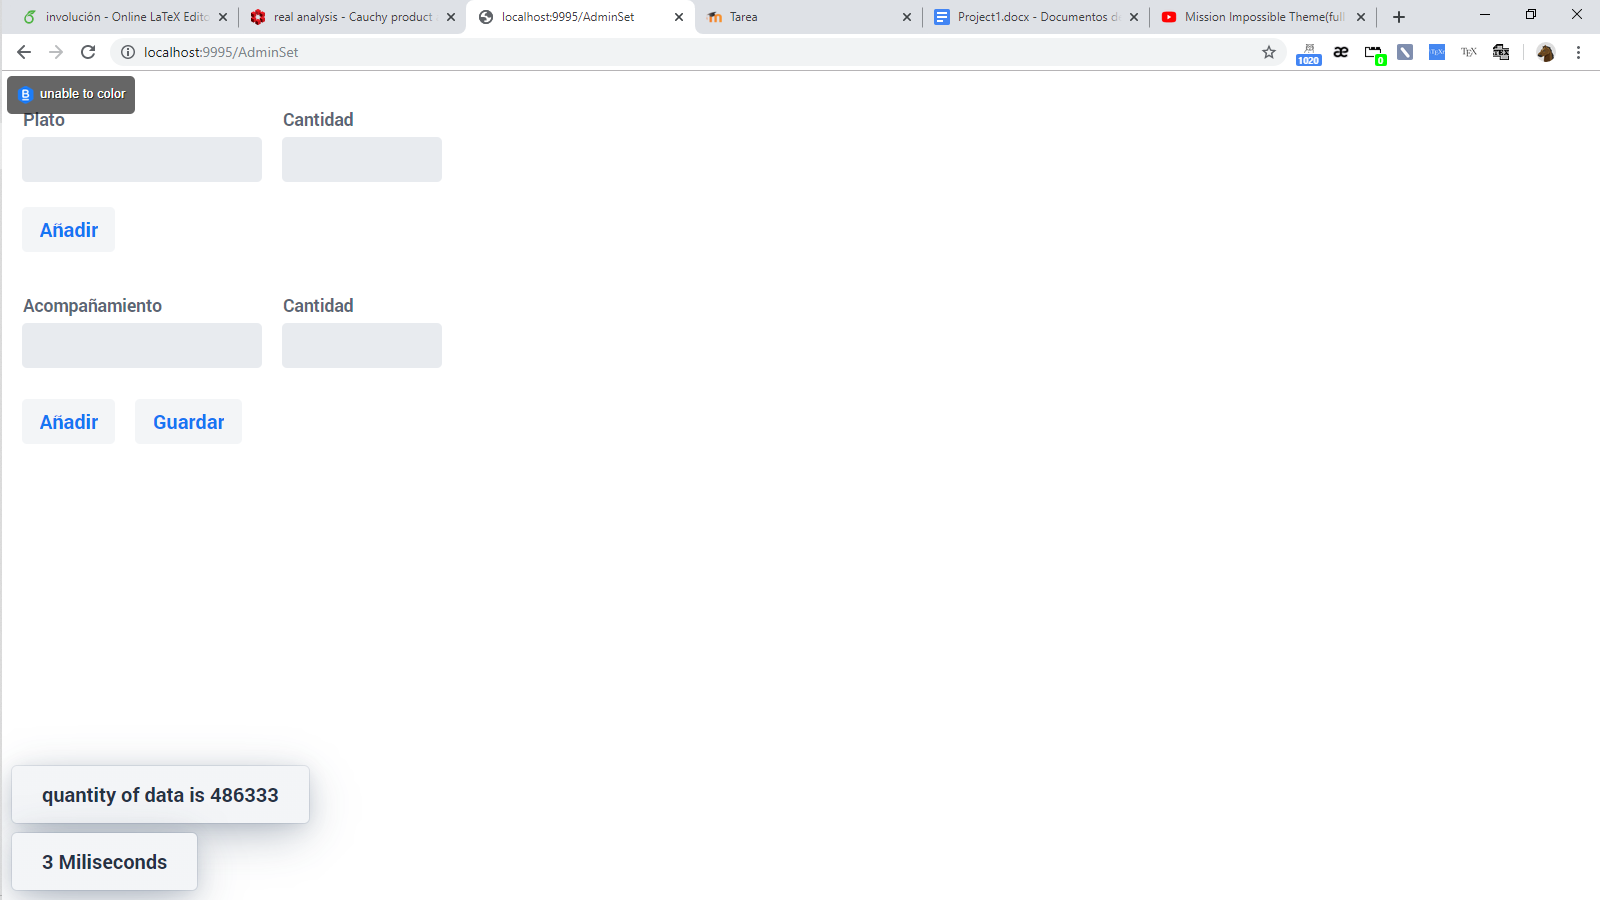 involución - Online LaTeX Edito
real analysis - Cauchy product
localhost:9995/AdminSet
Tarea
Project1.docx - Documentos de
Mission Impossible Theme(full
localhost:9995/AdminSet
1020
æ
0
TEX
unable to color
Plato
Cantidad
Añadir
Acompañamiento
Cantidad
Añadir
Guardar
quantity of data is 486333
3 Miliseconds